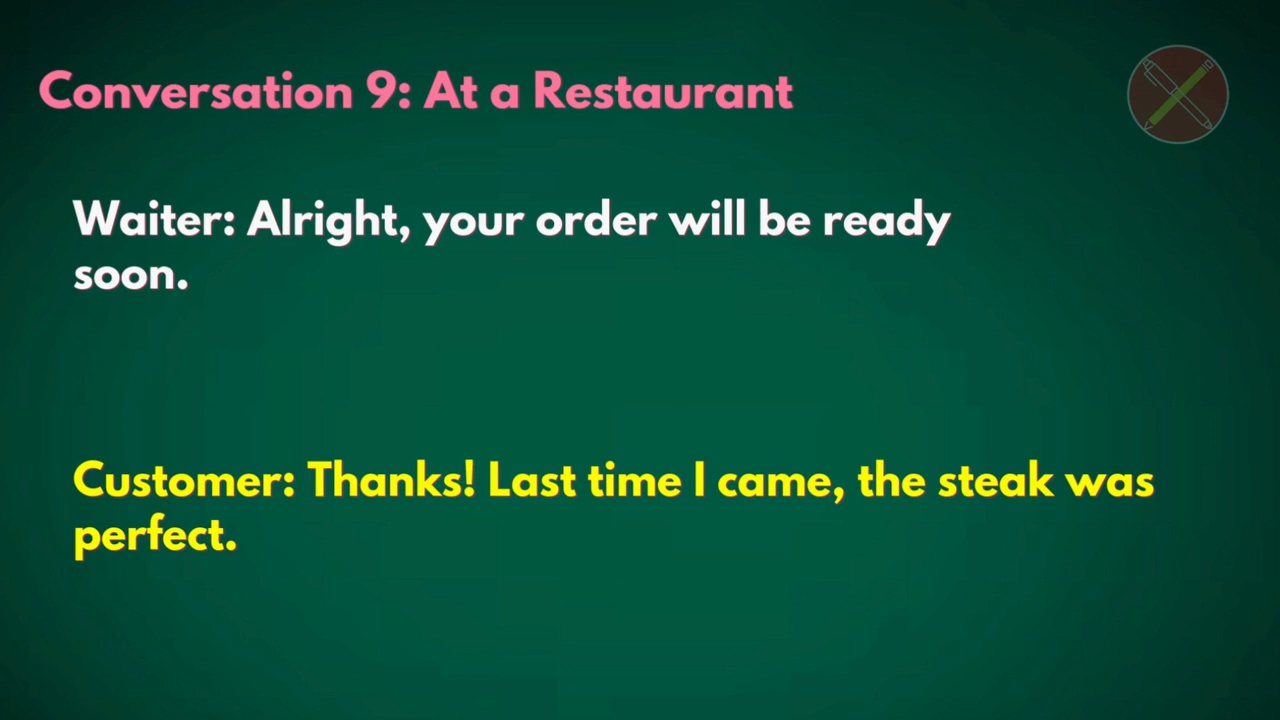 Conversation 9: At a Restaurant
Waiter: Alright, your order will be ready
soon.
Customer: Thanks! Last time I came, the steak was
perfect.